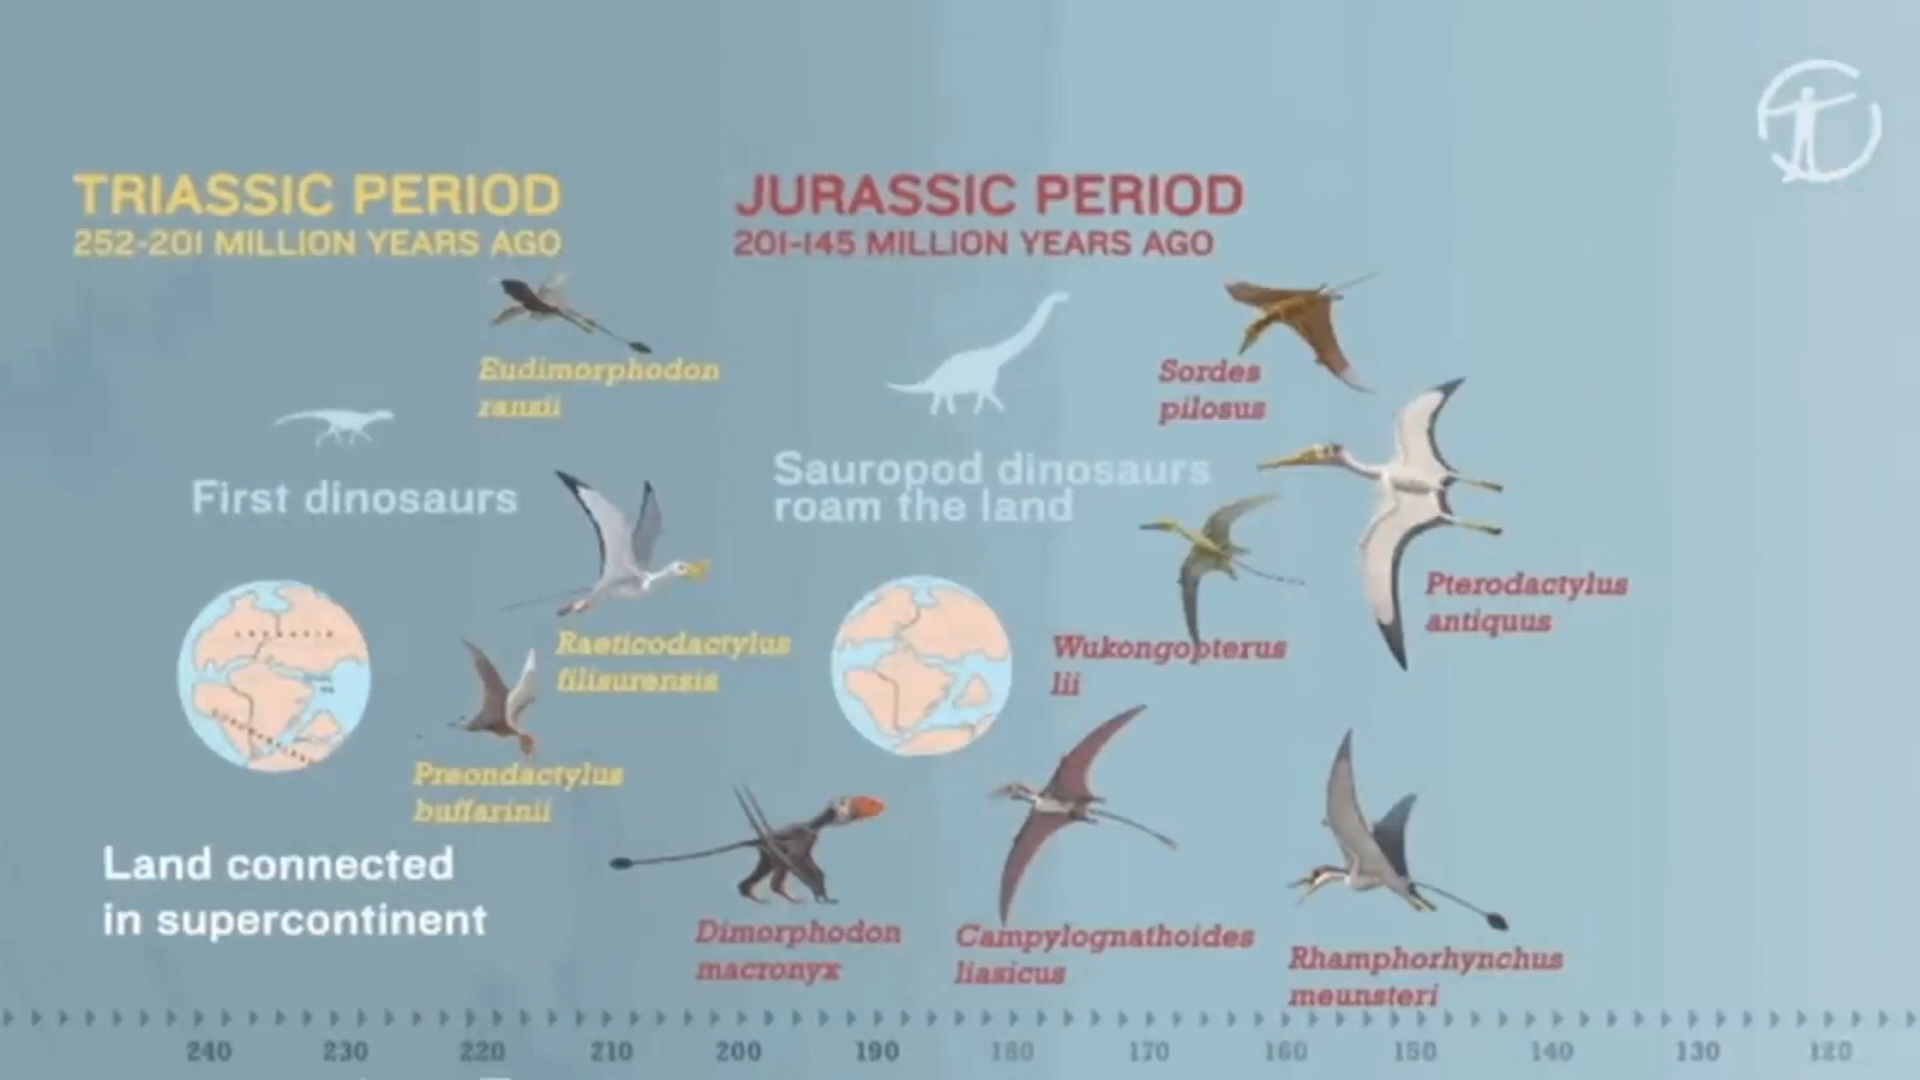 TRIASSIC PERIOD
252-201 MILLION YEARS AGO
Eudimorphodon
ranzii
First dinosaurs
Raeticodactylus
filisurensis
Preondactylus
buffarinii
Land connected
in supercontinent
JURASSIC PERIOD
201-145 MILLION YEARS AGO
Sordes
pilosus
Sauropod dinosaurs
roam the land
Pterodactylus
antiquus
Wukongopterus
lii
Dimorphodon
macronyx
Campylognathoides
liasicus
Rhamphorhynchus
meunsteri
240 230 220 210 200 190 180 170 160 150 140 130 120